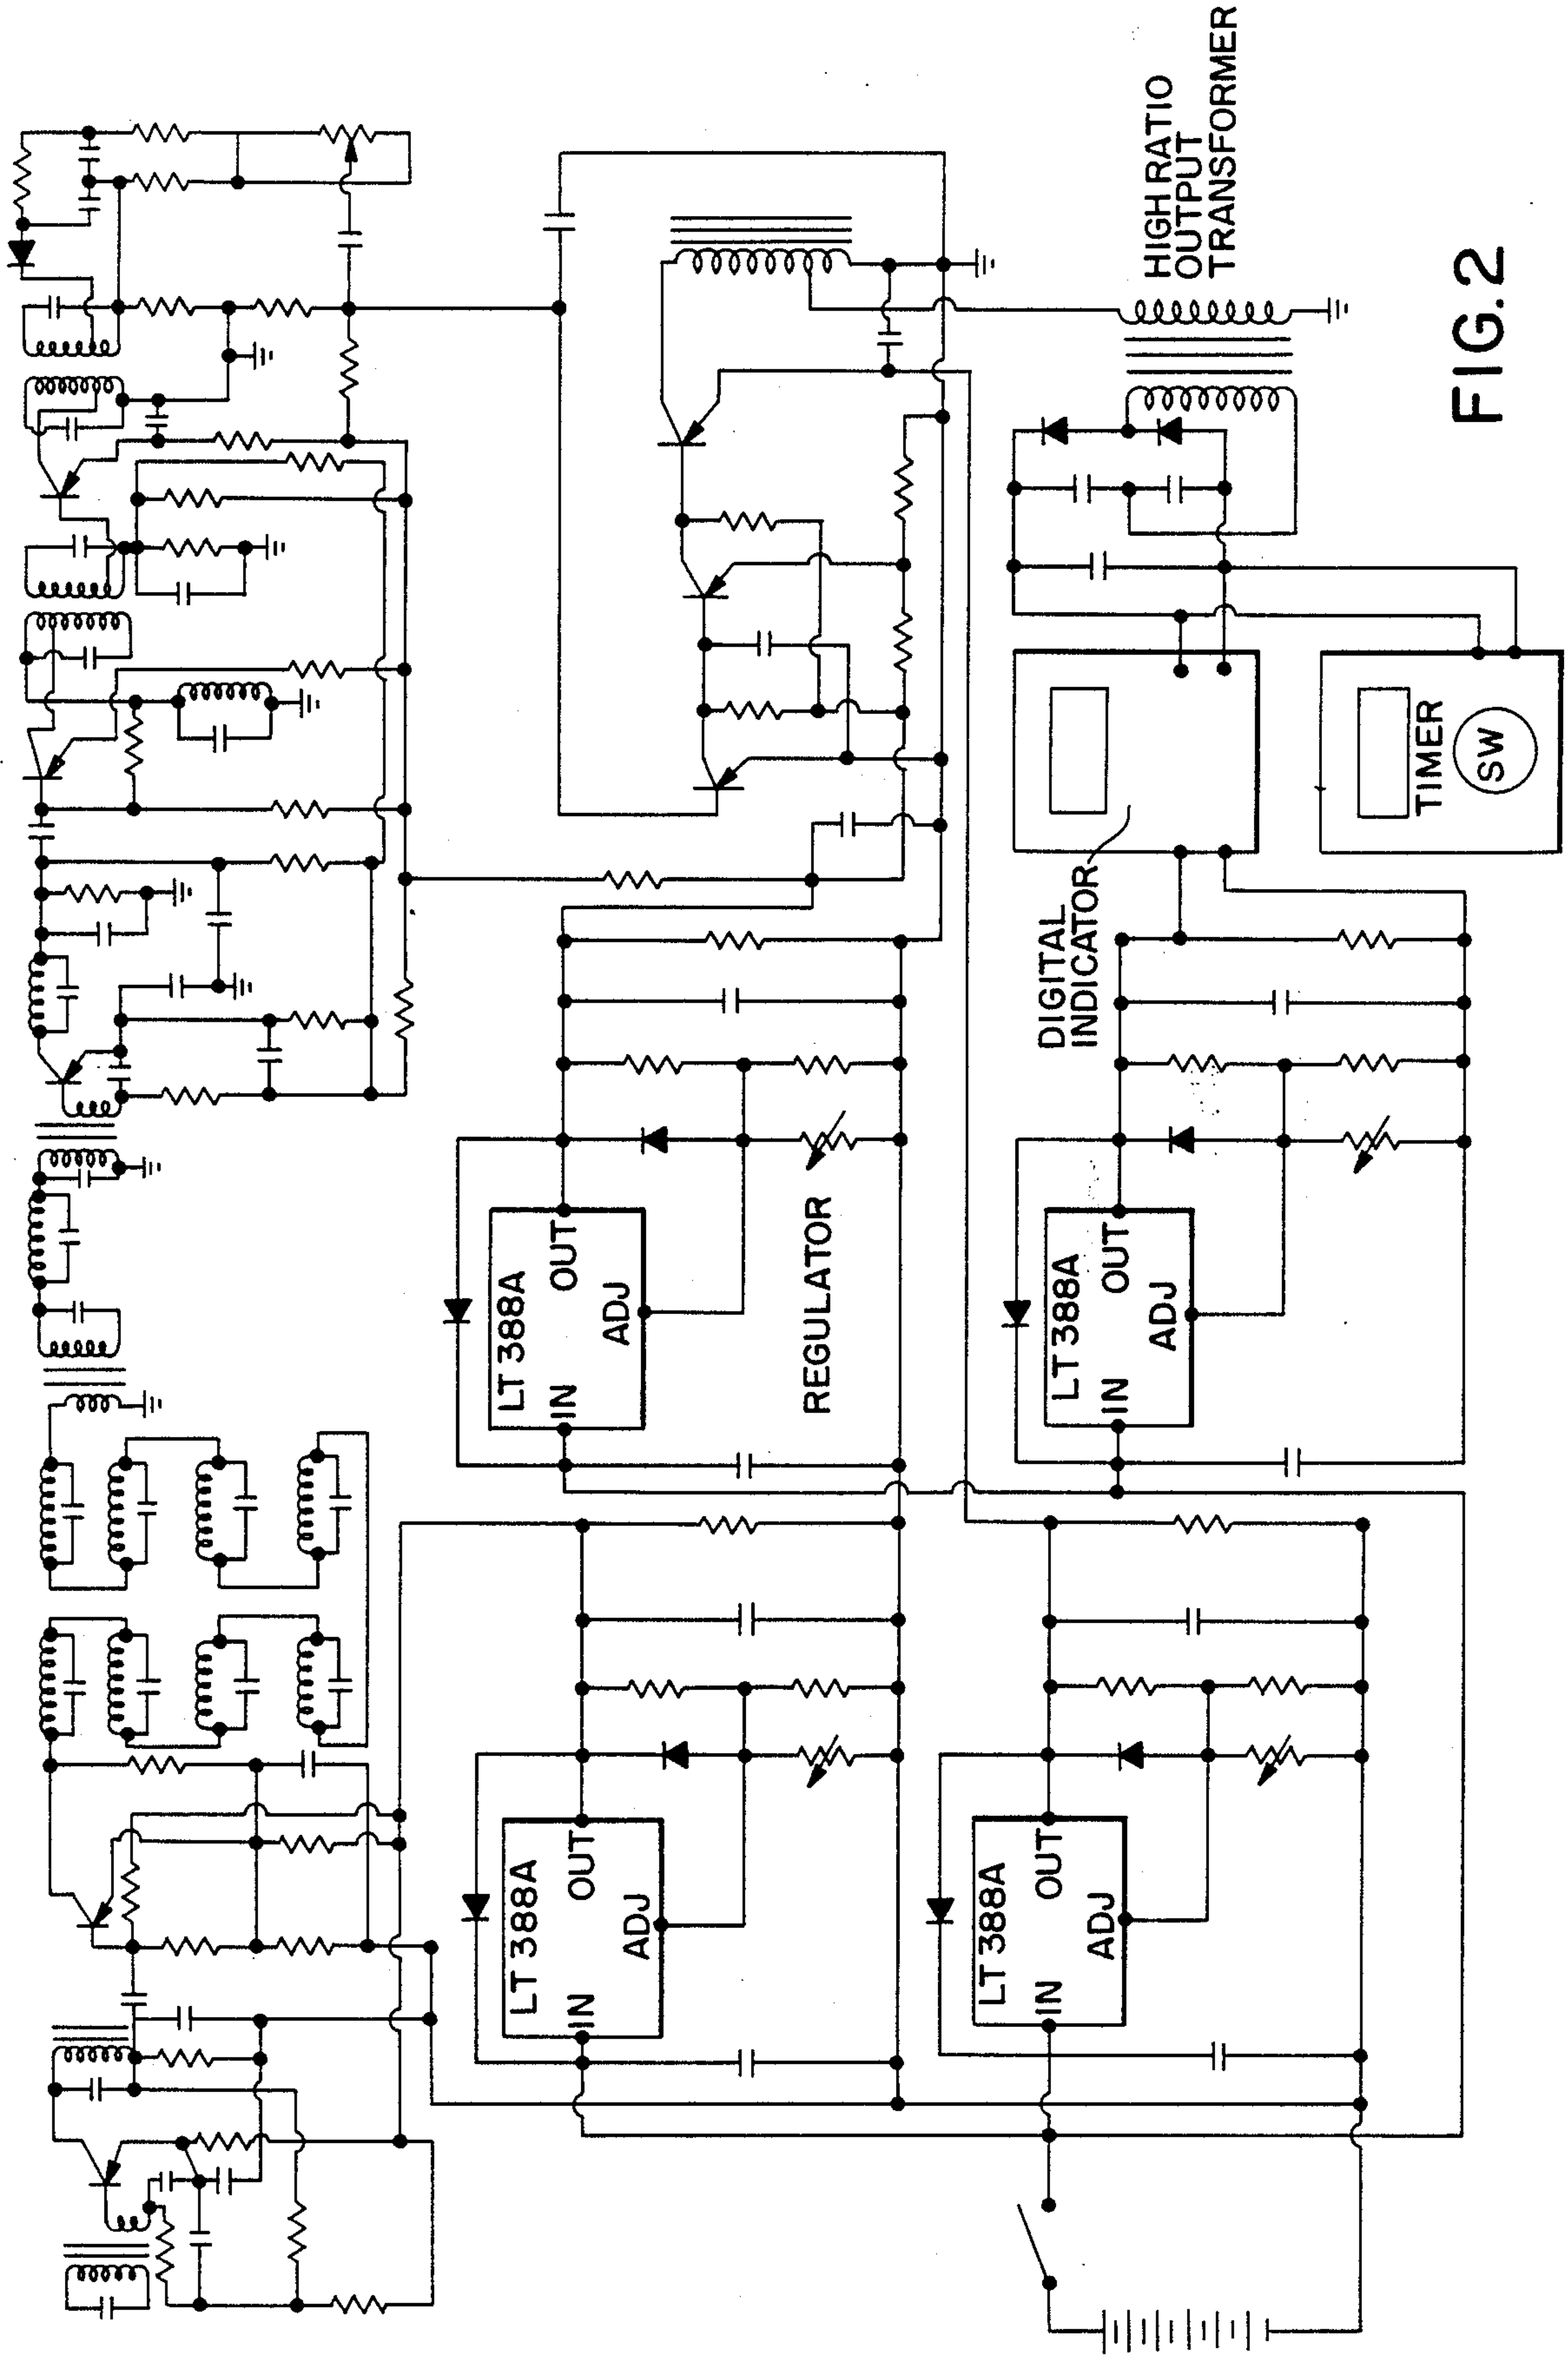 HIGH RATIO
OUTPUT
TRANSFORMER
FIG.2
TIMER
SW
DIGITAL
INDICATOR
LT 388A
IN
OUT
ADJ
REGULATOR
LT 388A
IN
OUT
ADJ
LT 388A
IN
OUT
ADJ
LT 388A
IN
OUT
ADJ